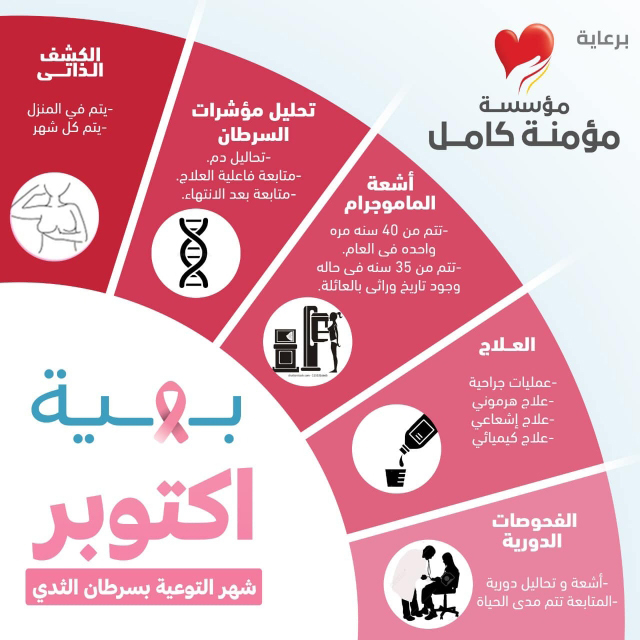 برعاية
مؤسسة
مؤمنة كامل
الكشف
الذاتى
-يتم في المنزل
-يتم كل شهر
تحليل مؤشرات
السرطان
-تحاليل دم.
-متابعة فاعلية العلاج.
-متابعة بعد الانتهاء.
أشعة
الماموجرام
-تتم من 40 سنه مره
واحده فى العام.
-تتم من 35 سنه فى حاله
وجود تاريخ وراثى بالعائلة.
العلاج
-عمليات جراحية
-علاج هرموني
-علاج إشعاعي
-علاج كيميائي
الفحوصات
الدورية
-أشعة و تحاليل دورية
-المتابعة تتم مدى الحياة
بهية
اكتوبر
شهر التوعية بسرطان الثدي